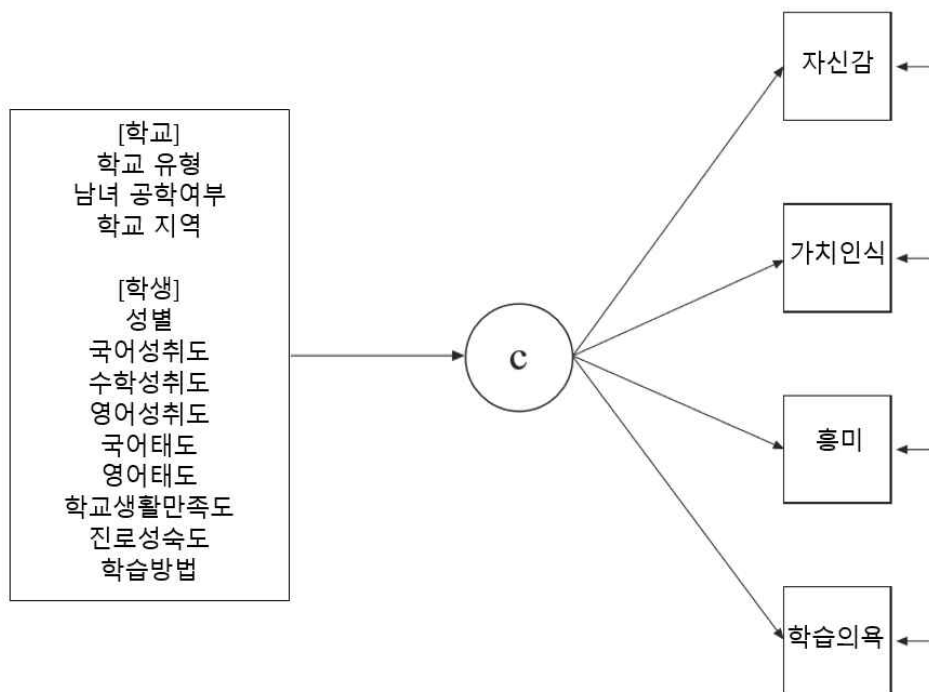 [학교]
학교 유형
남녀 공학여부
학교 지역
[학생]
성별
국어성취도
수학성취도
영어성취도
국어태도
영어태도
학교생활만족도
진로성숙도
학습방법
c
자신감
가치인식
흥미
학습의욕